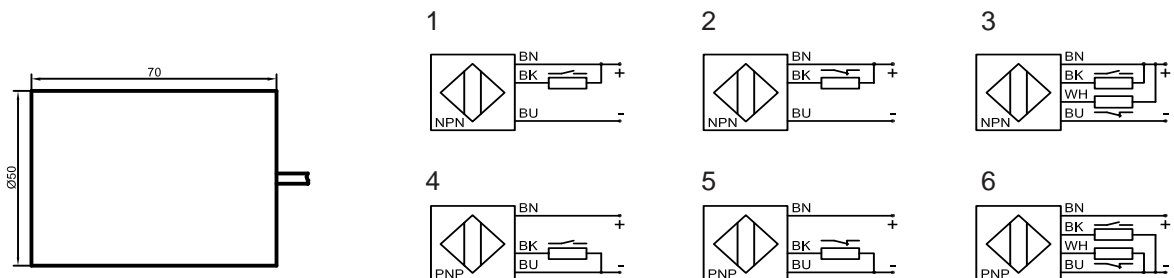 1
2
3
70
Ø50
BN
BK
BU
NPN
+
-
BN
BK
BU
NPN
+
-
BN
BK
WH
BU
NPN
+
-
4
5
6
BN
BK
BU
PNP
+
-
BN
BK
BU
PNP
+
-
BN
BK
WH
BU
PNP
+
-